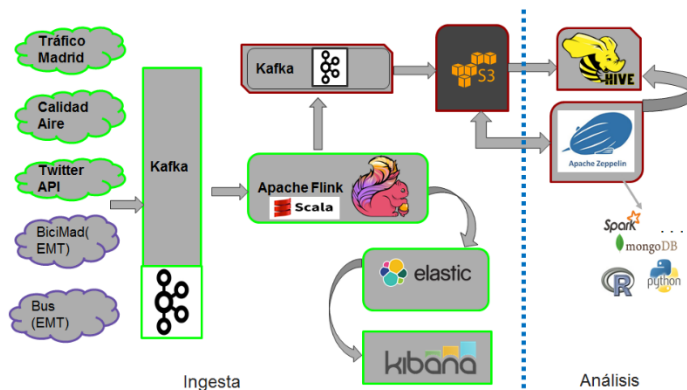 Tráfico
Madrid
Calidad
Aire
Twitter
API
BiciMad(
EMT)
Bus
(EMT)
Kafka
Kafka
S3
Apache Flink
Scala
elastic
kibana
Ingesta
HIVE
Apache Zeppelin
Spark
. . .
mongoDB
R
python
Análisis